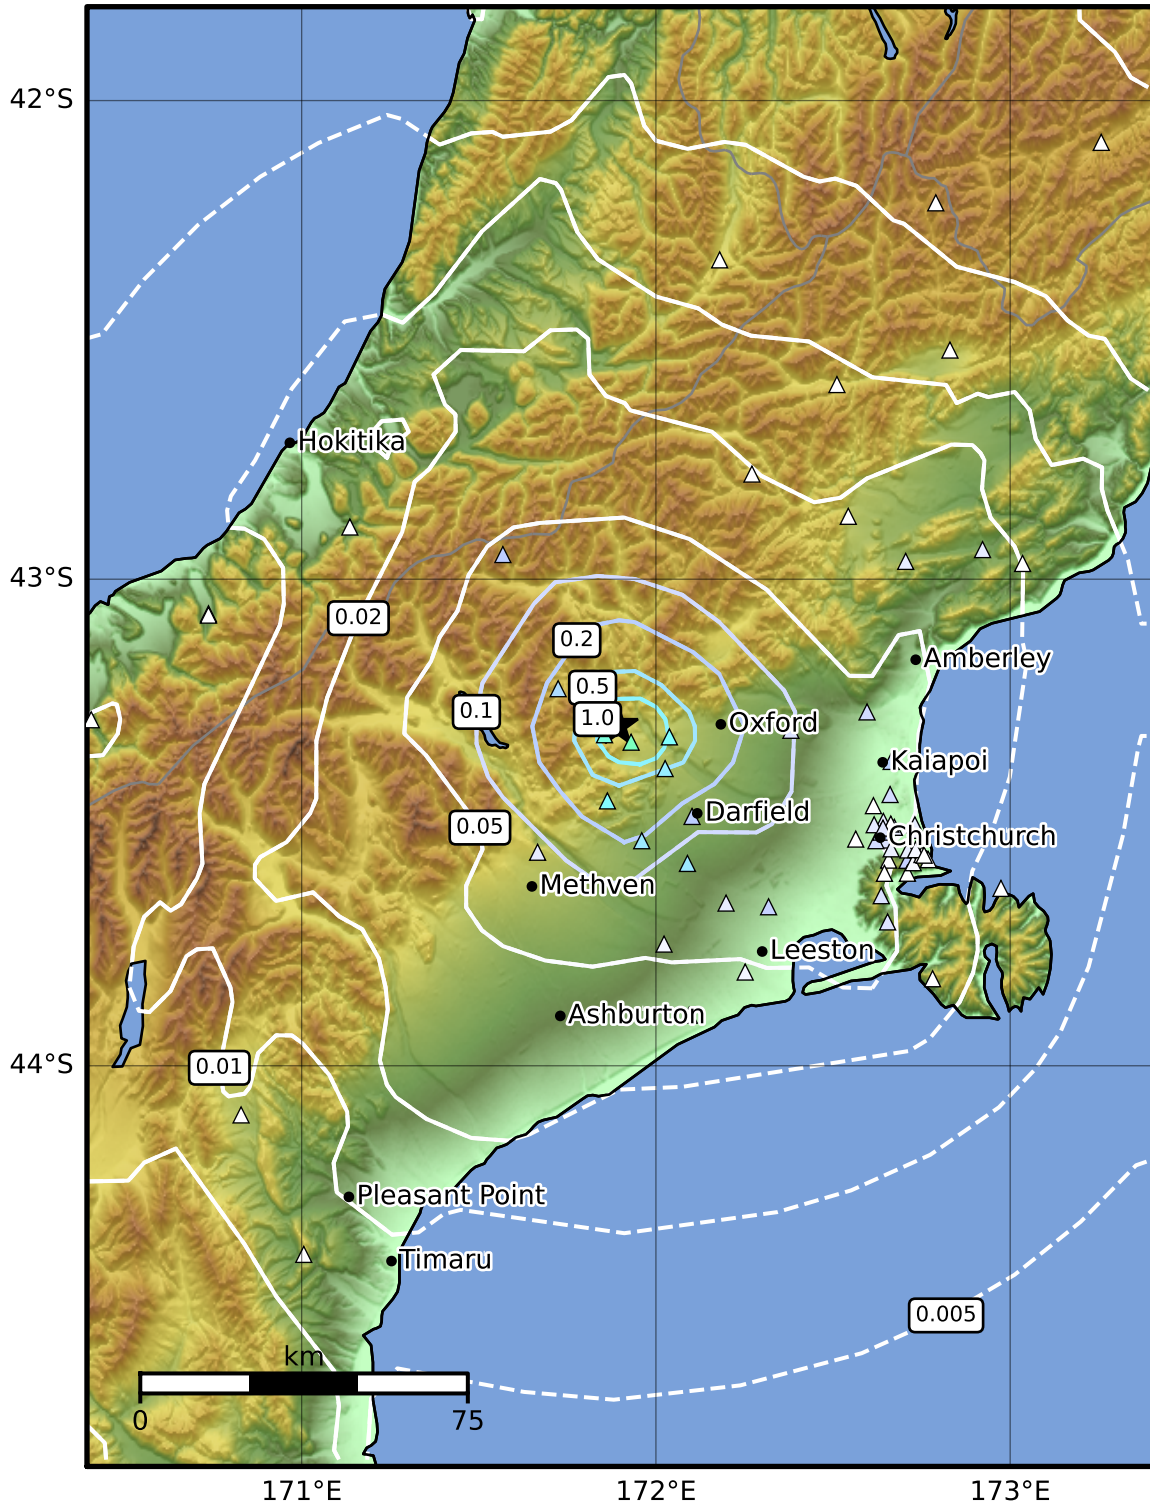 42°S
Hokitika
43°S
0.02
0.2
Amberley
0.5
0.1
1.0
Oxford
Kaiapoi
Darfield
0.05
Christchurch
Methven
Leeston
Ashburton
44°S
0.01
Pleasant Point
Timaru
0.005
km
0
75
171°E
172°E
173°E